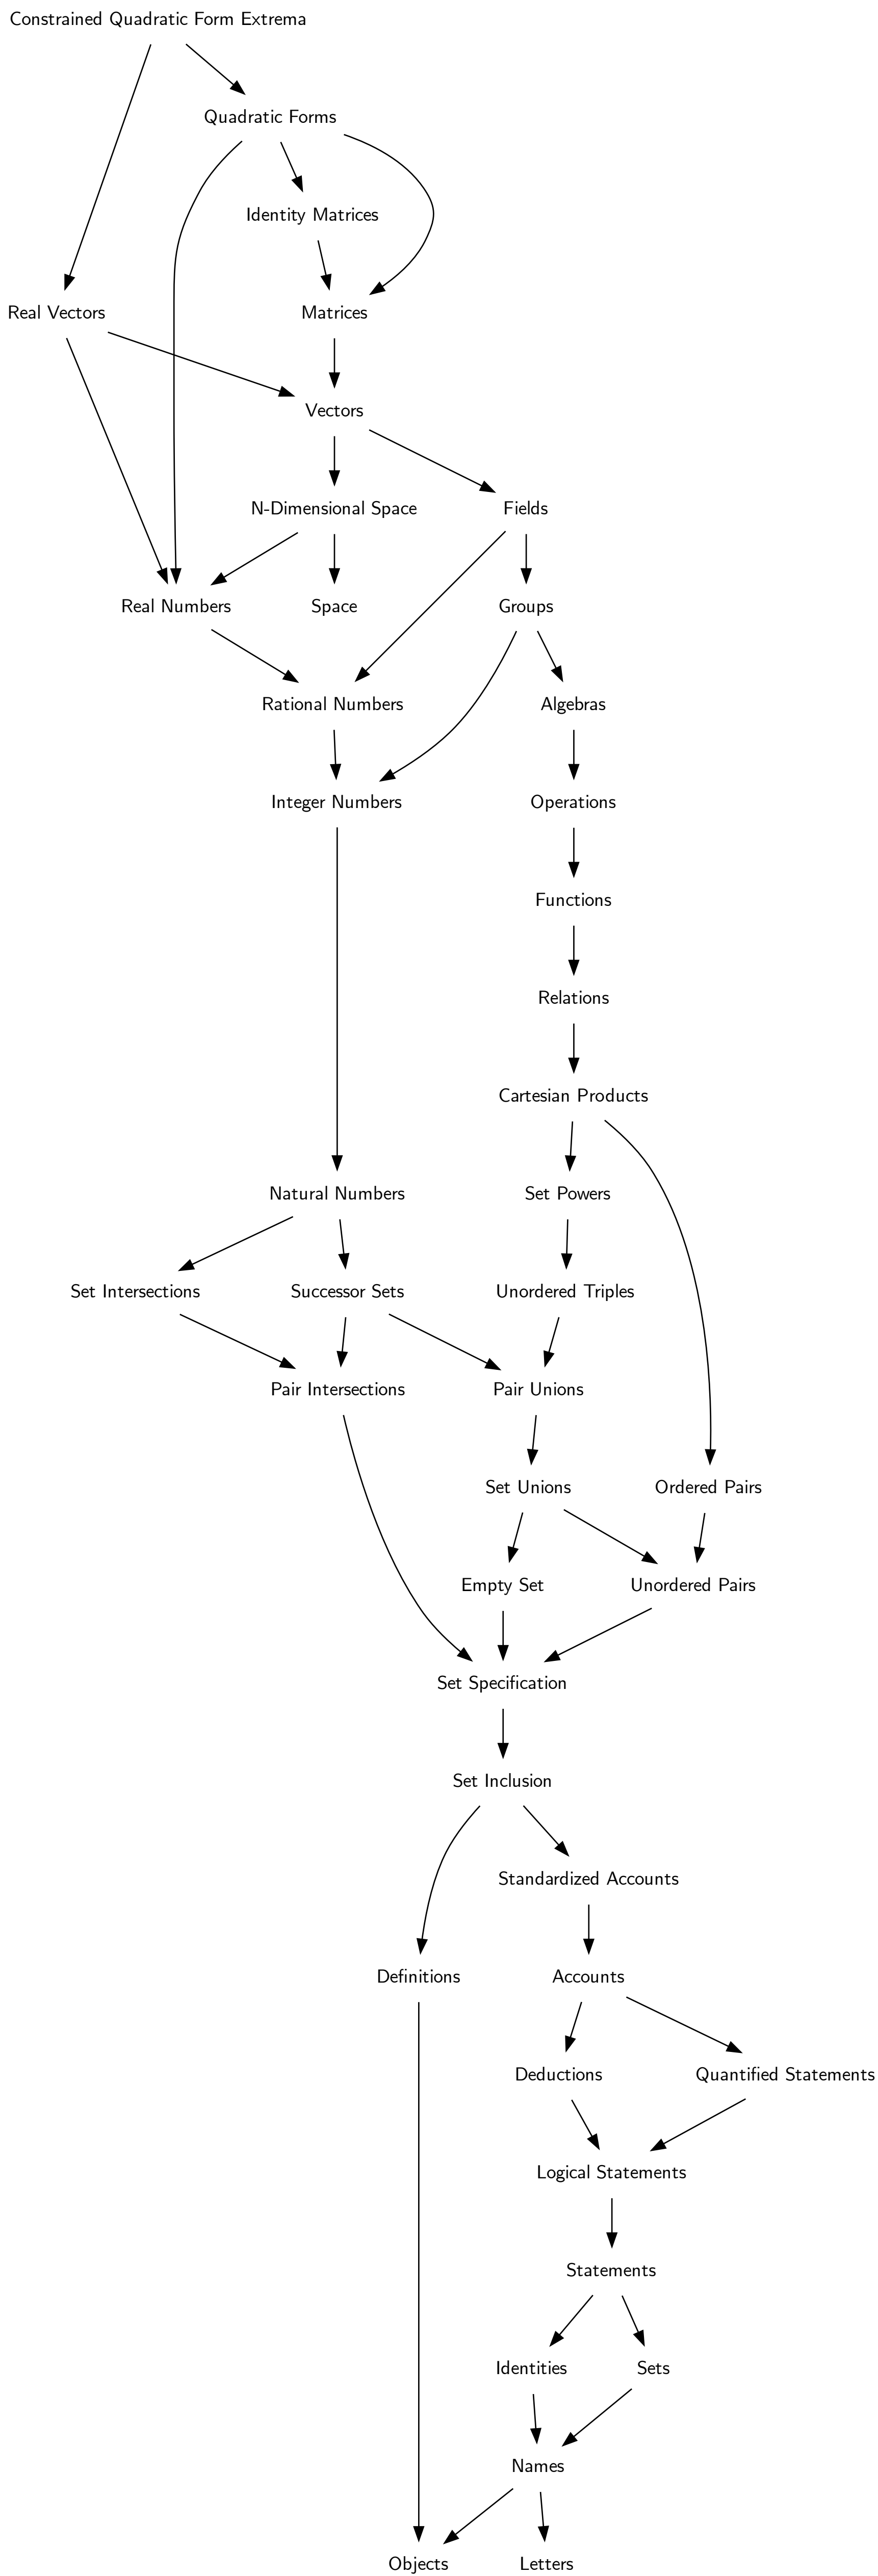 Constrained Quadratic Form Extrema
Quadratic Forms
Identity Matrices
Real Vectors
Matrices
Vectors
N-Dimensional Space
Fields
Real Numbers
Space
Groups
Rational Numbers
Algebras
Integer Numbers
Operations
Functions
Relations
Cartesian Products
Natural Numbers
Set Powers
Set Intersections
Successor Sets
Unordered Triples
Pair Intersections
Pair Unions
Set Unions
Ordered Pairs
Empty Set
Unordered Pairs
Set Specification
Set Inclusion
Standardized Accounts
Definitions
Accounts
Deductions
Quantified Statements
Logical Statements
Statements
Identities
Sets
Names
Objects
Letters